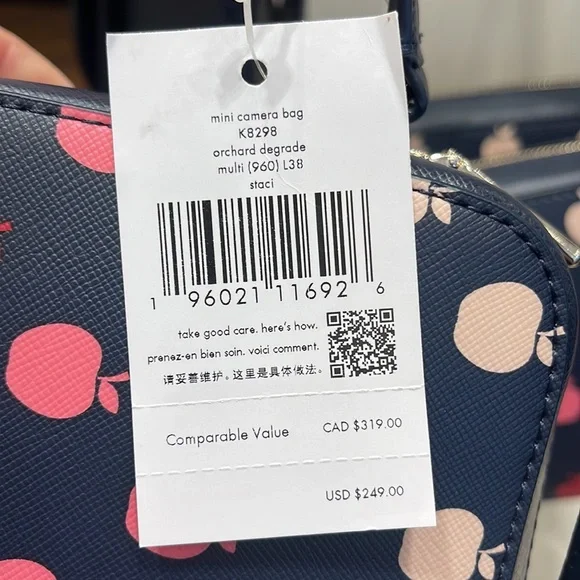 mini camera bag
K8298
orchard degrade
multi (960) L38
staci
1 96021 11692 6
take good care. here's how.
prenez-en bien soin. voici comment.
请妥善维护。这里是具体做法。
Comparable Value CAD $319.00
USD $249.00